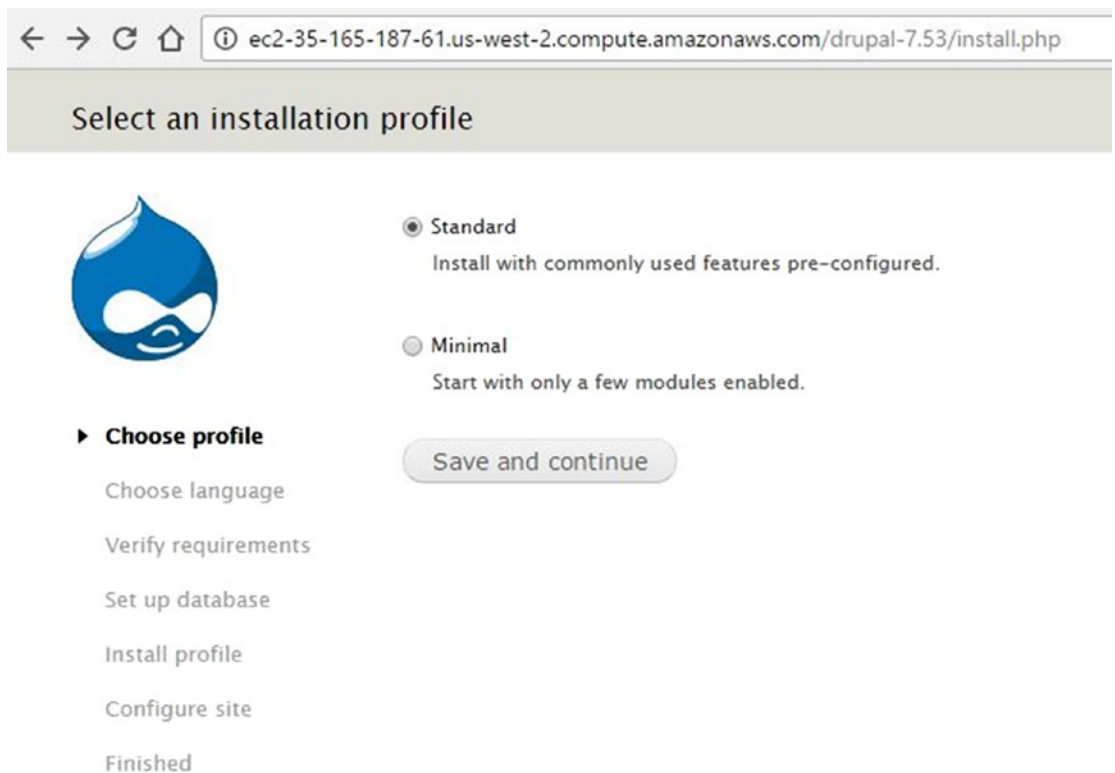 ec2-35-165-187-61.us-west-2.compute.amazonaws.com/drupal-7.53/install.php
Select an installation profile
Standard
Install with commonly used features pre-configured.
Minimal
Start with only a few modules enabled.
Save and continue
Choose profile
Choose language
Verify requirements
Set up database
Install profile
Configure site
Finished